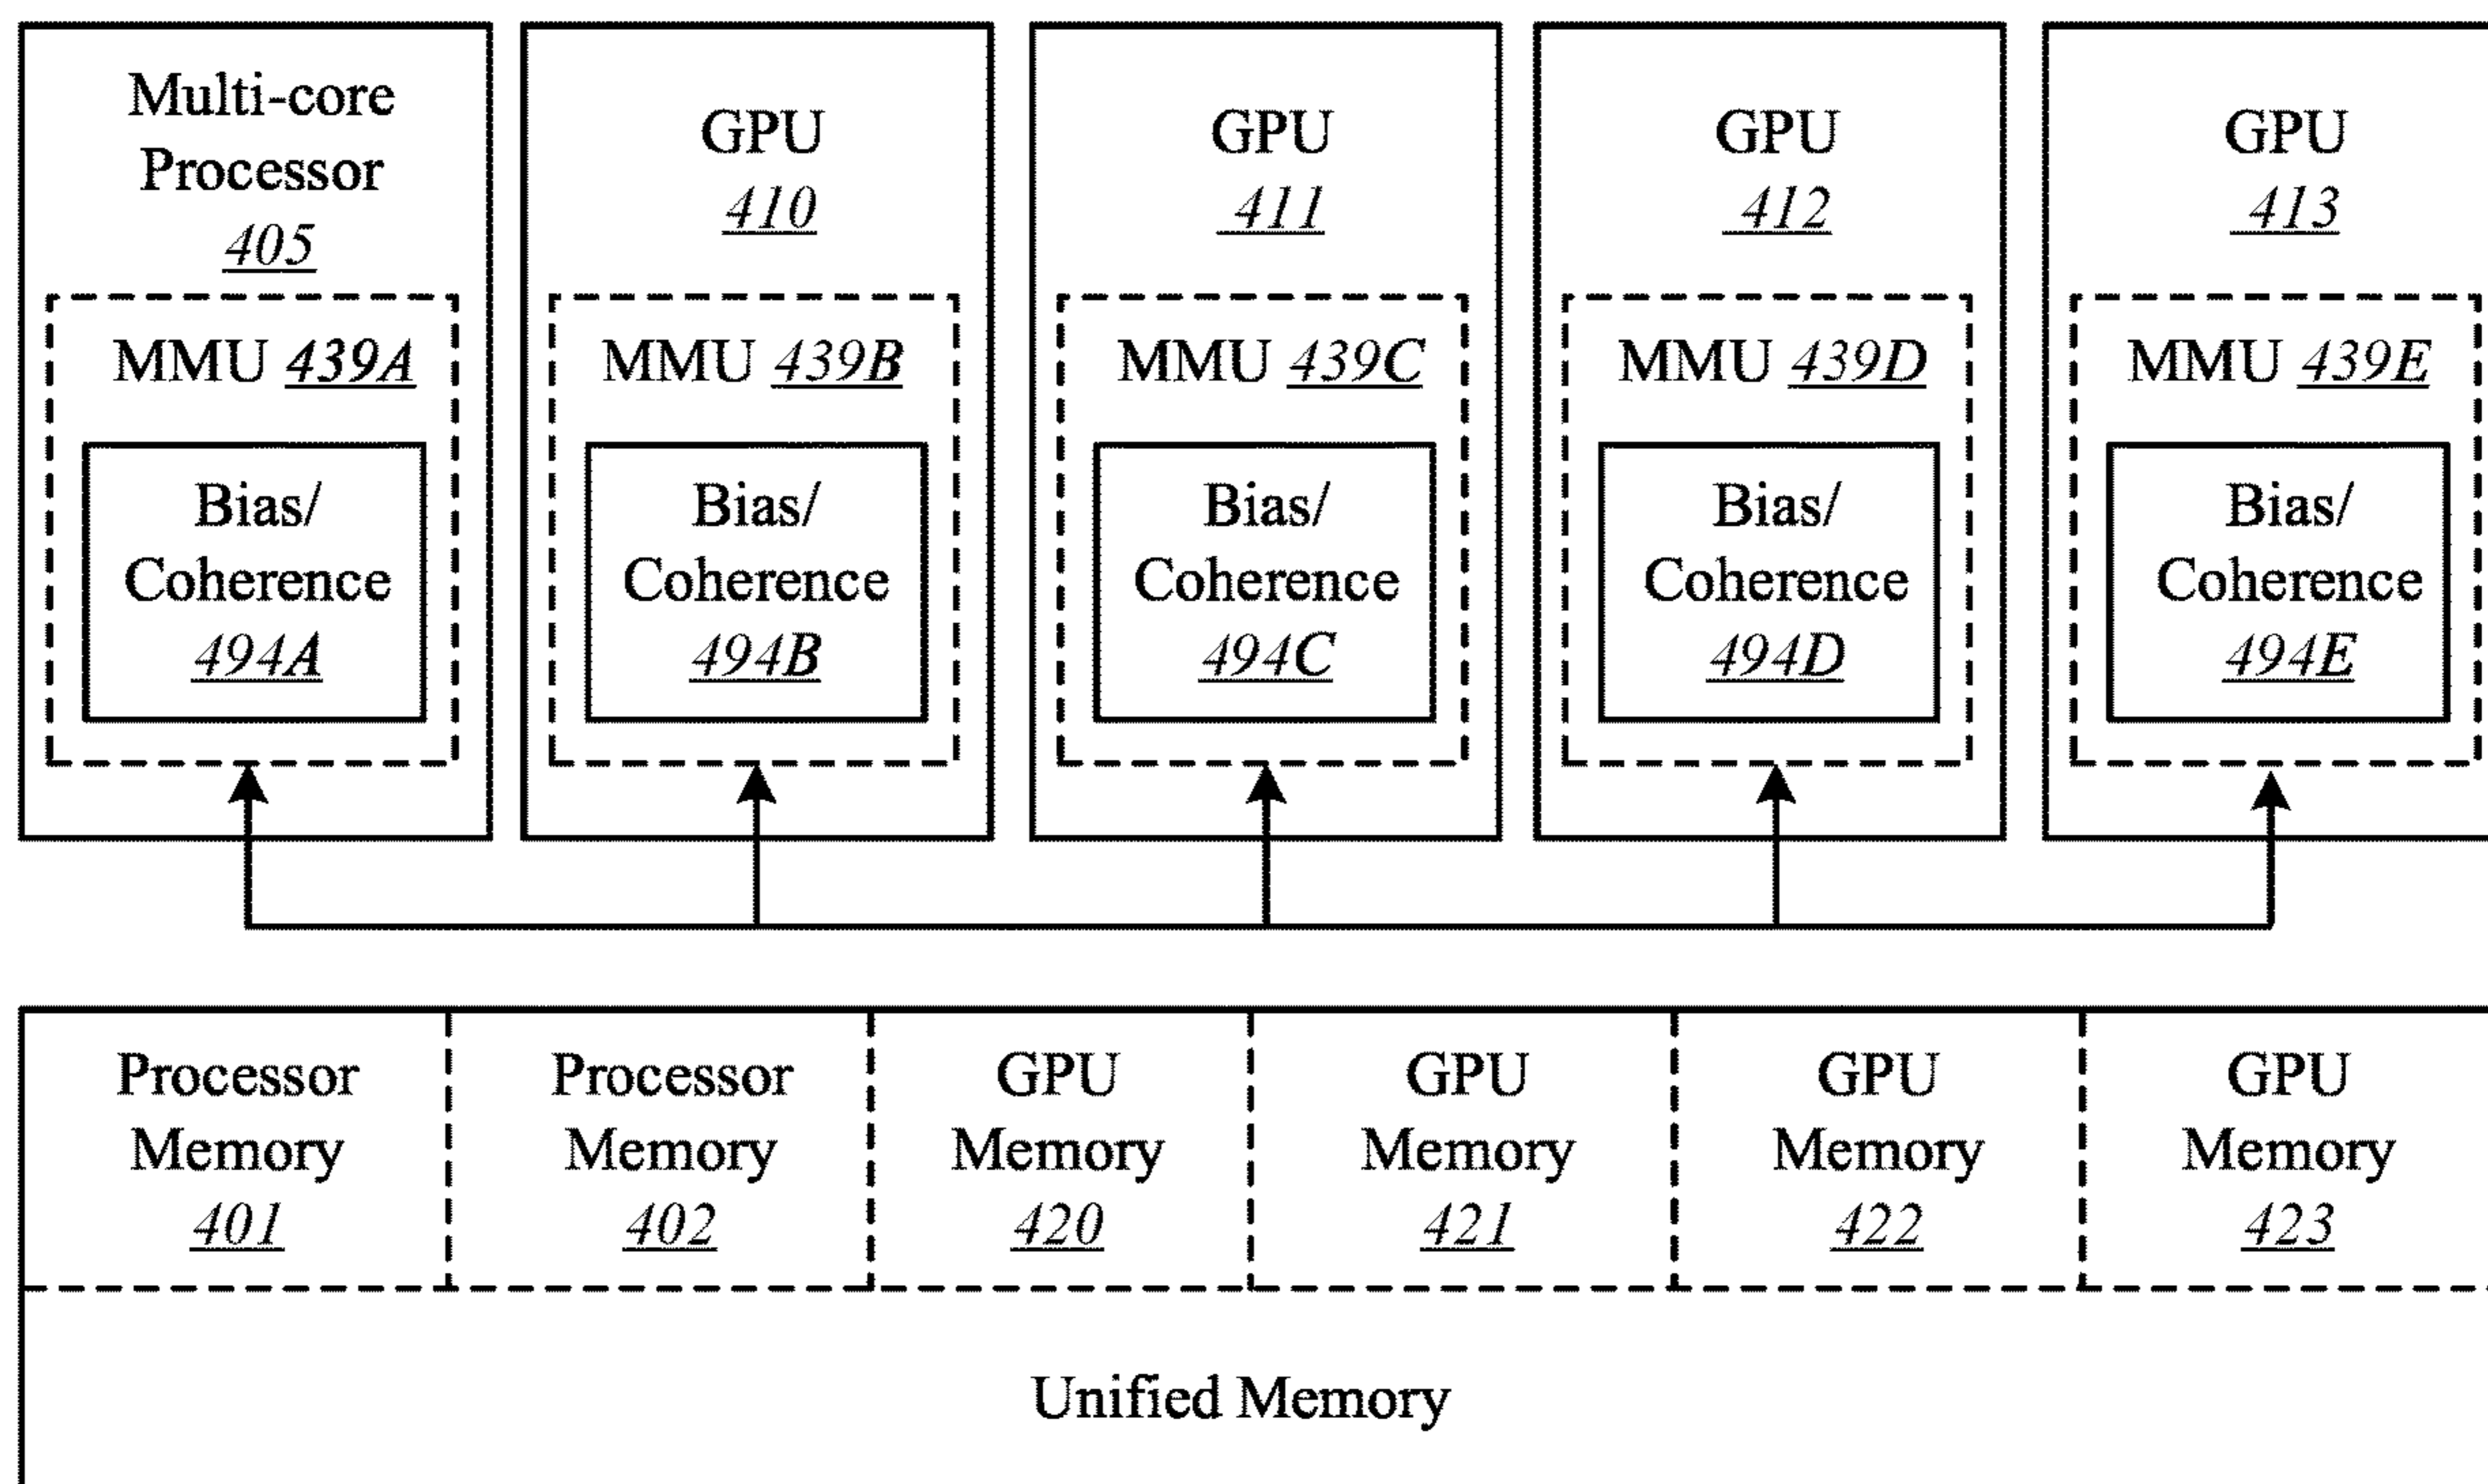 Multi-core
Processor
405
MMU 439A
Bias/
Coherence
494A
GPU
410
MMU 439B
Bias/
Coherence
494B
GPU
411
MMU 439C
Bias/
Coherence
494C
GPU
412
MMU 439D
Bias/
Coherence
494D
GPU
413
MMU 439E
Bias/
Coherence
494E
Processor
Memory
401
Processor
Memory
402
GPU
Memory
420
GPU
Memory
421
GPU
Memory
422
GPU
Memory
423
Unified Memory